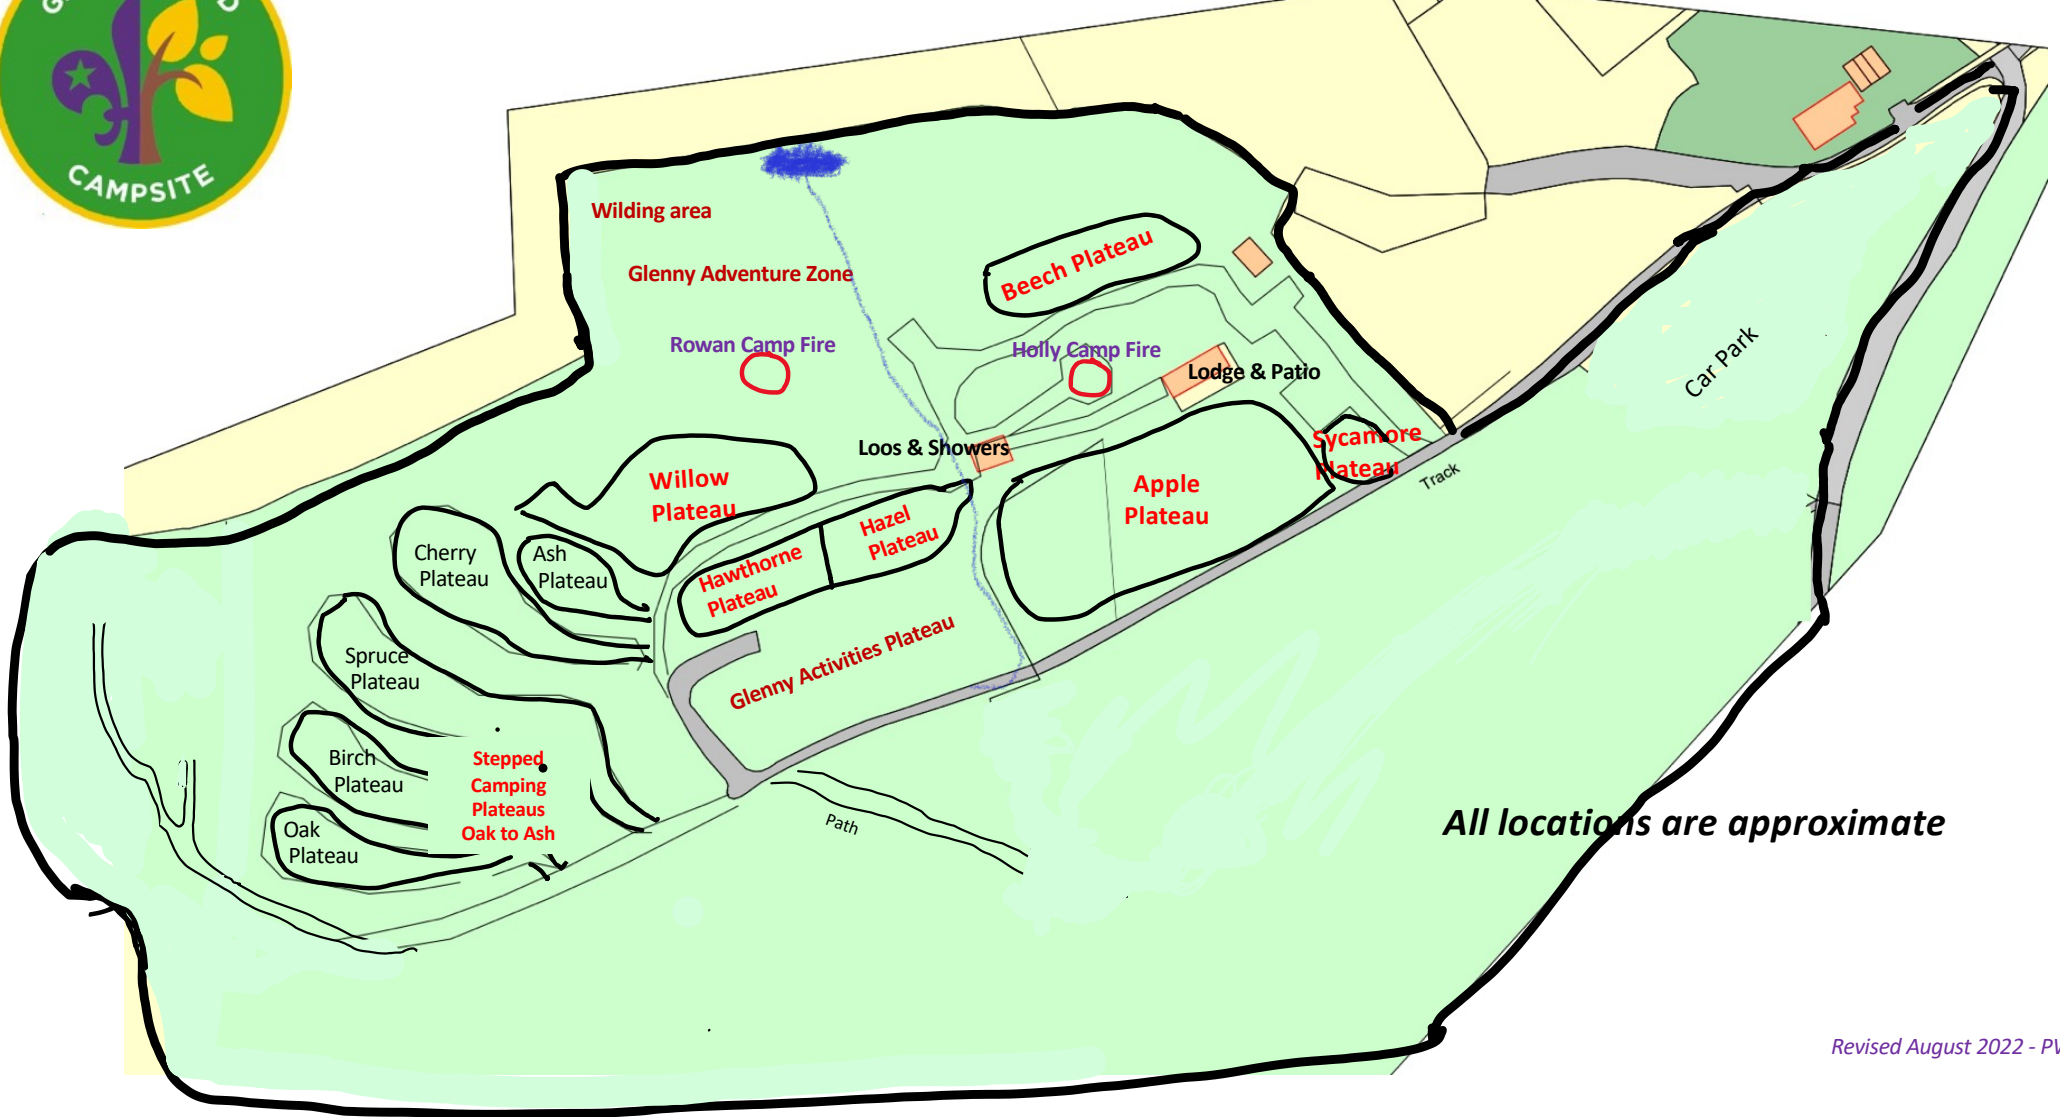 CAMPSITE
Wilding area
Glenny Adventure Zone
Beech Plateau
Rowan Camp Fire
Holly Camp Fire
Lodge & Patio
Car Park
Loos & Showers
Sycamore
Plateau
Track
Willow
Plateau
Apple
Plateau
Hazel
Plateau
Hawthorne
Plateau
Cherry
Plateau
Ash
Plateau
Glenny Activities Plateau
Spruce
Plateau
Birch
Plateau
Stepped
Camping
Plateaus
Oak to Ash
Oak
Plateau
Path
All locations are approximate
Revised August 2022 - PV